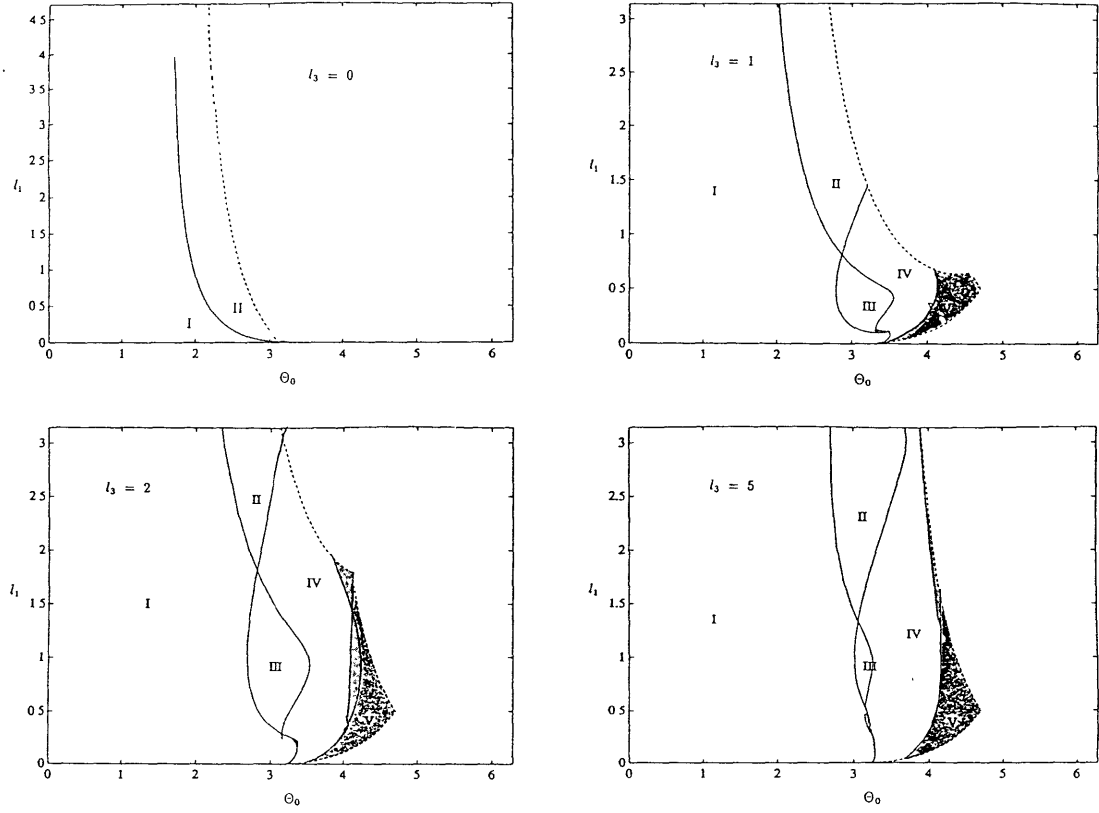 4 5
4
3 5
3
2 5
2
1 5
1
0 5
0
l₁
l₃ = 0
I
II
0 1 2 3 4 5 6
Θ₀
3
2.5
2
1.5
1
0 5
0
l₁
l₃ = 1
I
II
III
IV
0 1 2 3 4 5 6
Θ₀
3
2.5
2
1 5
1
0 5
0
l₁
l₃ = 2
I
II
III
IV
V
0 1 2 3 4 5 6
Θ₀
3
2.5
2
1.5
1
0 5
0
l₁
l₃ = 5
I
II
III
IV
V
0 1 2 3 4 5 6
Θ₀